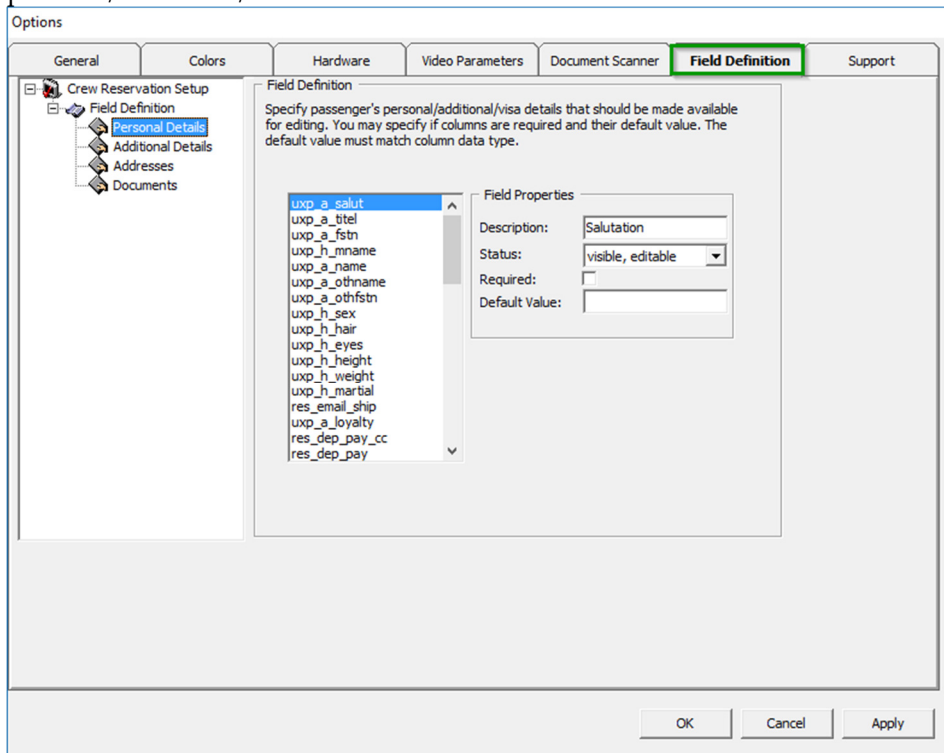 Options
General
Colors
Hardware
Video Parameters
Document Scanner
Field Definition
Support
Crew Reservation Setup
Field Definition
Personal Details
Additional Details
Addresses
Documents
Field Definition
Specify passenger's personal/additional/visa details that should be made available
for editing. You may specify if columns are required and their default value. The
default value must match column data type.
uxp_a_salut
uxp_a_titel
uxp_a_fstn
uxp_h_mname
uxp_a_name
uxp_a_othname
uxp_a_othfstn
uxp_h_sex
uxp_h_hair
uxp_h_eyes
uxp_h_height
uxp_h_weight
uxp_h_martial
res_email_ship
uxp_a_loyalty
res_dep_pay_cc
res_dep_pay
Field Properties
Description: Salutation
Status: visible, editable
Required:
Default Value:
OK
Cancel
Apply